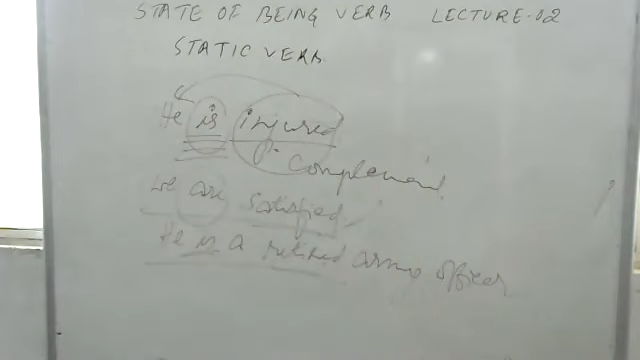 STATE OF BEING VERB LECTURE-02
STATIC VERB
He is injured
Complement
We are satisfied
He is a retired army officer